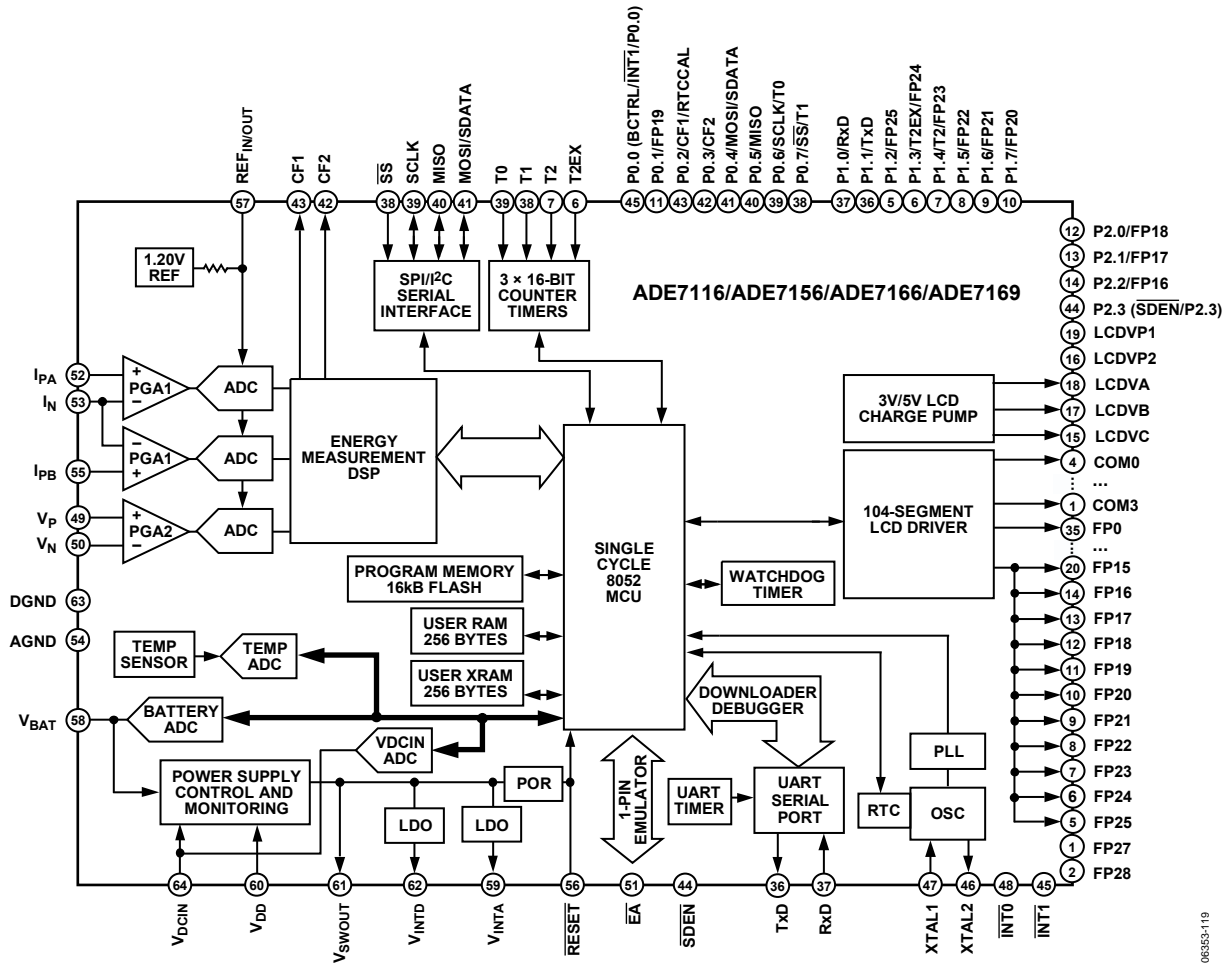 P0.0 (BCTRL/INT1/P0.0)
P0.1/FP19
P0.2/CF1/RTCCAL
P0.3/CF2
P0.4/MOSI/SDATA
P0.5/MISO
P0.6/SCLK/T0
P0.7/SS/T1
P1.0/RxD
P1.1/TxD
P1.2/FP25
P1.3/T2EX/FP24
P1.4/T2/FP23
P1.5/FP22
P1.6/FP21
P1.7/FP20
REFIN/OUT
CF1
CF2
SS
SCLK
MISO
MOSI/SDATA
T0
T1
T2
T2EX
57
43
42
38
39
40
41
39
38
7
6
45
11
43
42
41
40
39
38
37
36
5
6
7
8
9
10
12 P2.0/FP18
13 P2.1/FP17
14 P2.2/FP16
44 P2.3 (SDEN/P2.3)
19 LCDVP1
16 LCDVP2
18 LCDVA
17 LCDVB
15 LCDVC
4 COM0
...
1 COM3
35 FP0
...
20 FP15
14 FP16
13 FP17
12 FP18
11 FP19
10 FP20
9 FP21
8 FP22
7 FP23
6 FP24
5 FP25
1 FP27
2 FP28
1.20V
REF
SPI/I2C
SERIAL
INTERFACE
3 × 16-BIT
COUNTER
TIMERS
ADE7116/ADE7156/ADE7166/ADE7169
IPA 52
IN 53
IPB 55
VP 49
VN 50
DGND 63
AGND 54
VBAT 58
+
PGA1
–
ADC
–
PGA1
+
ADC
+
PGA2
–
ADC
ENERGY
MEASUREMENT
DSP
3V/5V LCD
CHARGE PUMP
104-SEGMENT
LCD DRIVER
SINGLE
CYCLE
8052
MCU
PROGRAM MEMORY
16kB FLASH
WATCHDOG
TIMER
USER RAM
256 BYTES
USER XRAM
256 BYTES
TEMP
SENSOR
TEMP
ADC
BATTERY
ADC
VDCIN
ADC
DOWNLOADER
DEBUGGER
POWER SUPPLY
CONTROL AND
MONITORING
POR
LDO
LDO
1-PIN
EMULATOR
UART
TIMER
UART
SERIAL
PORT
PLL
RTC
OSC
64
60
61
62
59
56
51
44
36
37
47
46
48
45
VDCIN
VDD
VSWOUT
VINTD
VINTA
RESET
EA
SDEN
TxD
RxD
XTAL1
XTAL2
INT0
INT1
06353-119